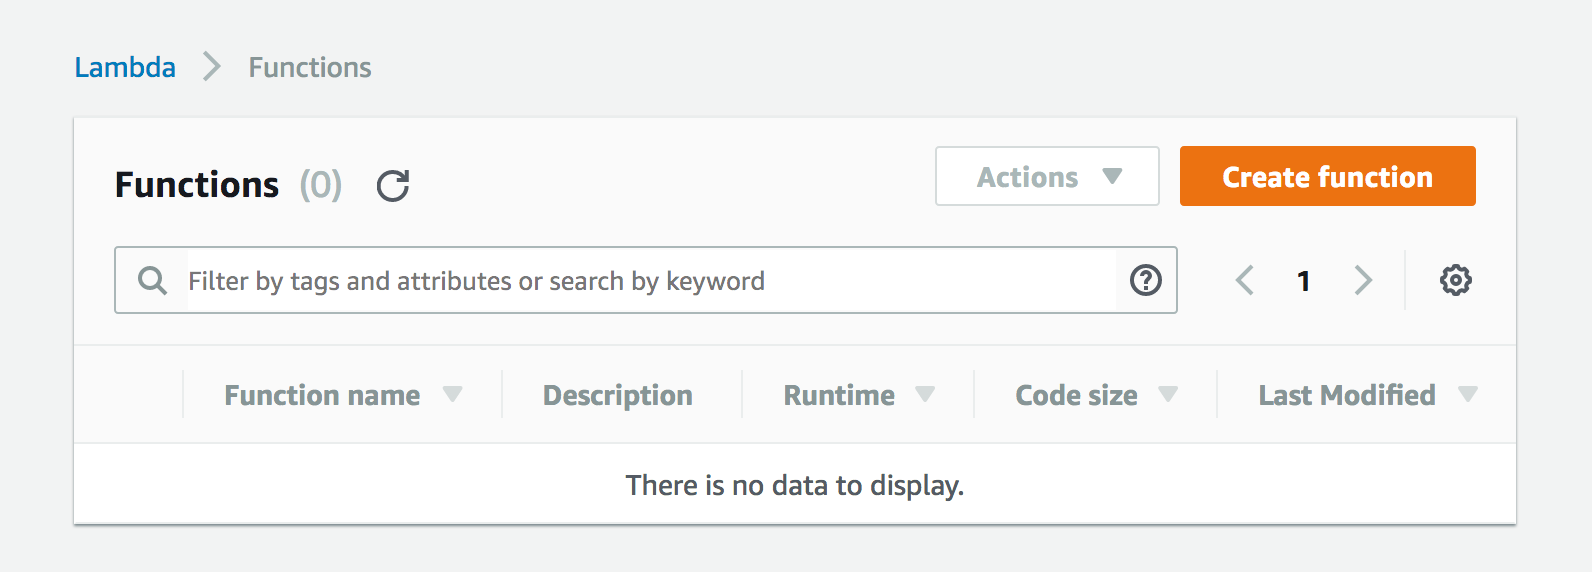 Lambda Functions
Functions (0)
Actions Create function
Filter by tags and attributes or search by keyword
1
Function name Description Runtime Code size Last Modified
There is no data to display.